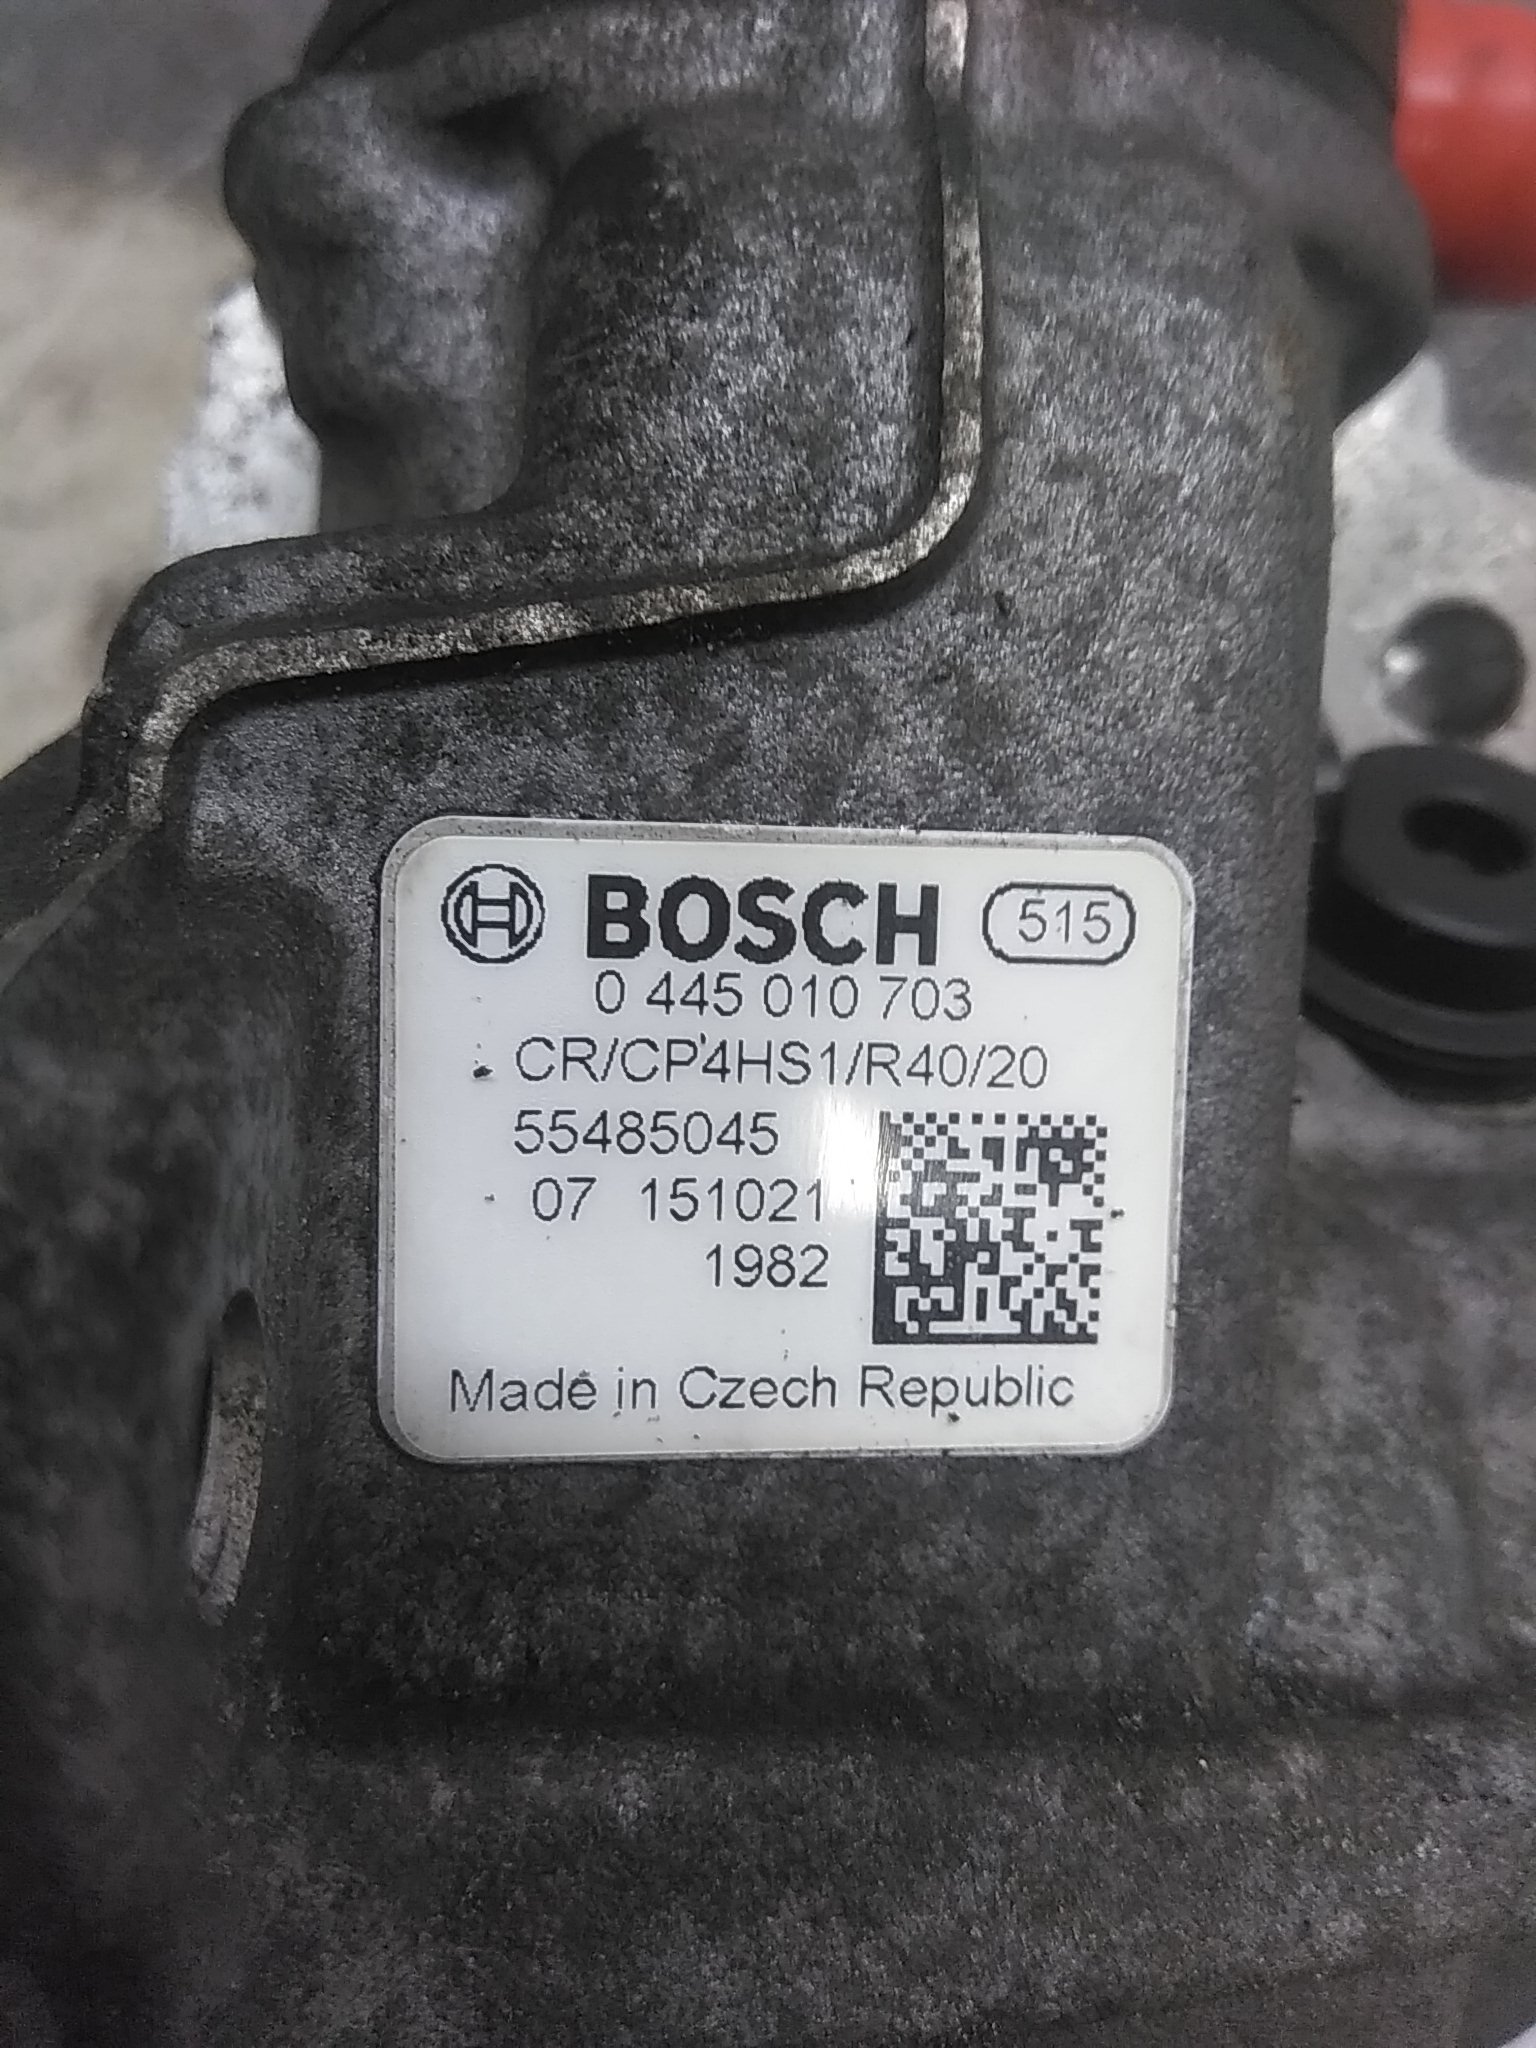 BOSCH 515
0 445 010 703
CR/CP4HS1/R40/20
55485045
07 151021
1982
Made in Czech Republic